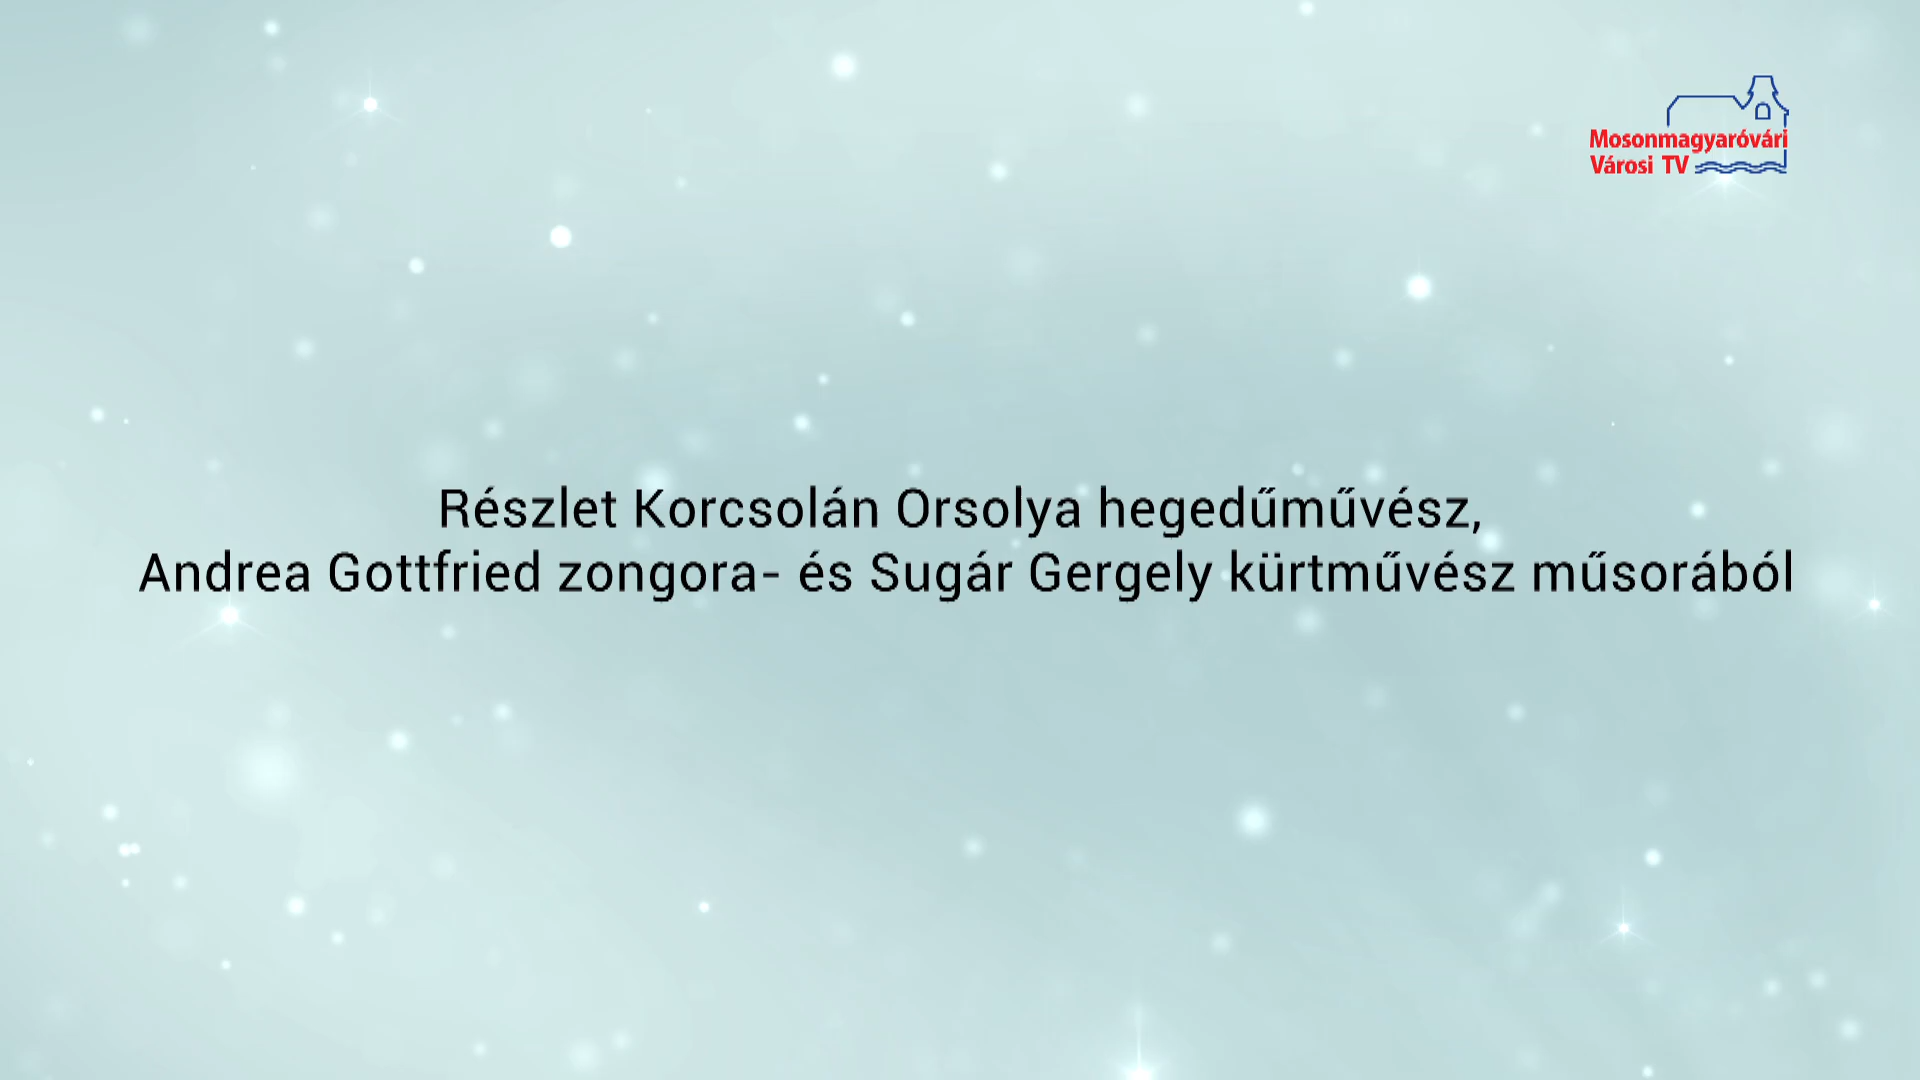 Mosonmagyaróvári
Városi TV
Részlet Korcsolán Orsolya hegedűművész,
Andrea Gottfried zongora- és Sugár Gergely kürtművész műsorából